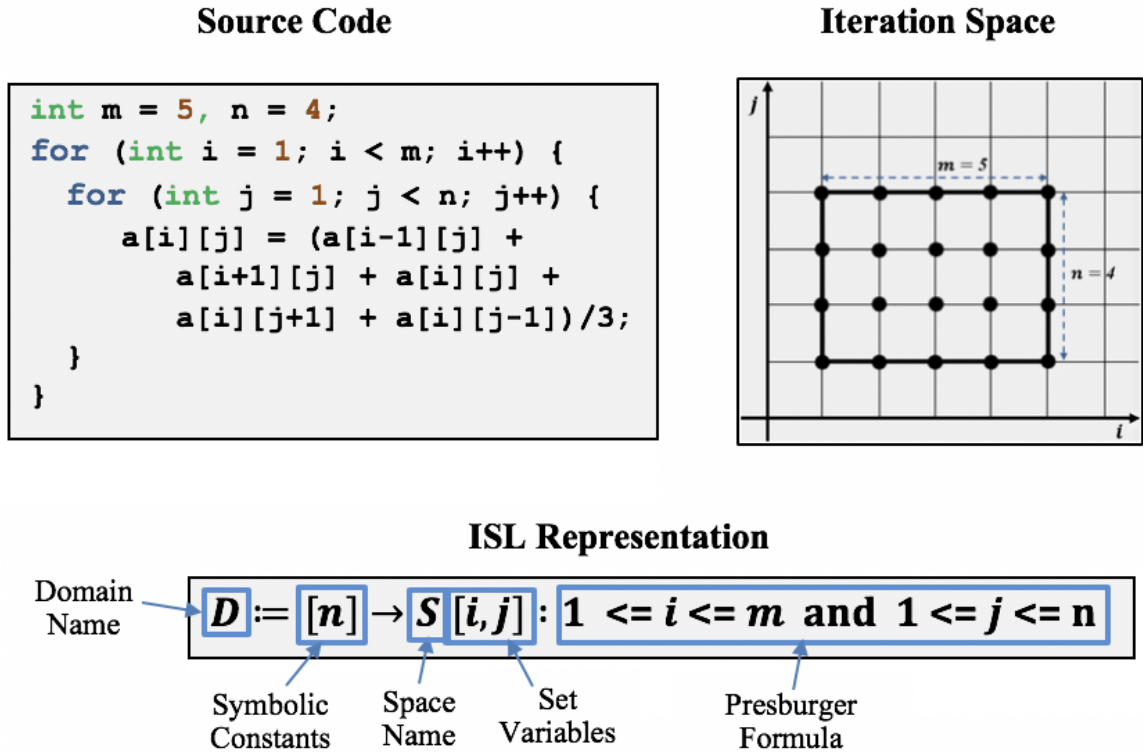 Source Code
int m = 5, n = 4;
for (int i = 1; i < m; i++) {
for (int j = 1; j < n; j++) {
a[i][j] = (a[i-1][j] +
a[i+1][j] + a[i][j] +
a[i][j+1] + a[i][j-1])/3;
}
}
Iteration Space
j
m = 5
n = 4
i
ISL Representation
Domain
Name
D := [n] → S[i,j] : 1 <= i <= m and 1 <= j <= n
Symbolic
Constants
Space
Name
Set
Variables
Presburger
Formula